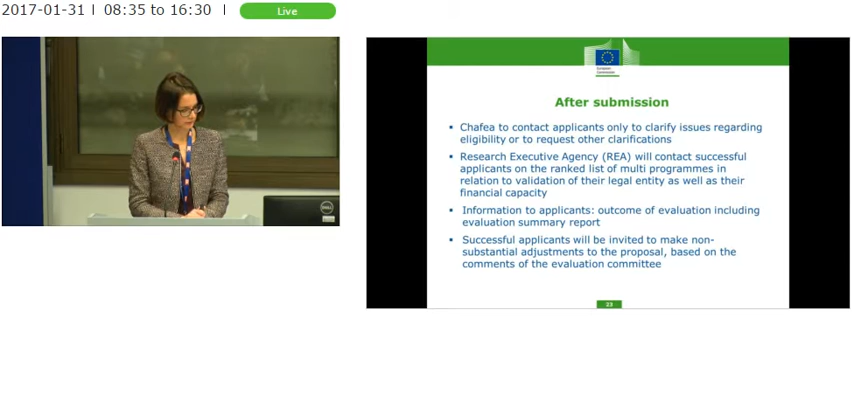 2017-01-31 | 08:35 to 16:30 |
Live
DELL
European
Commission
After submission
▪ Chafea to contact applicants only to clarify issues regarding
eligibility or to request other clarifications
▪ Research Executive Agency (REA) will contact successful
applicants on the ranked list of multi programmes in
relation to validation of their legal entity as well as their
financial capacity
▪ Information to applicants: outcome of evaluation including
evaluation summary report
▪ Successful applicants will be invited to make non-
substantial adjustments to the proposal, based on the
comments of the evaluation committee
23